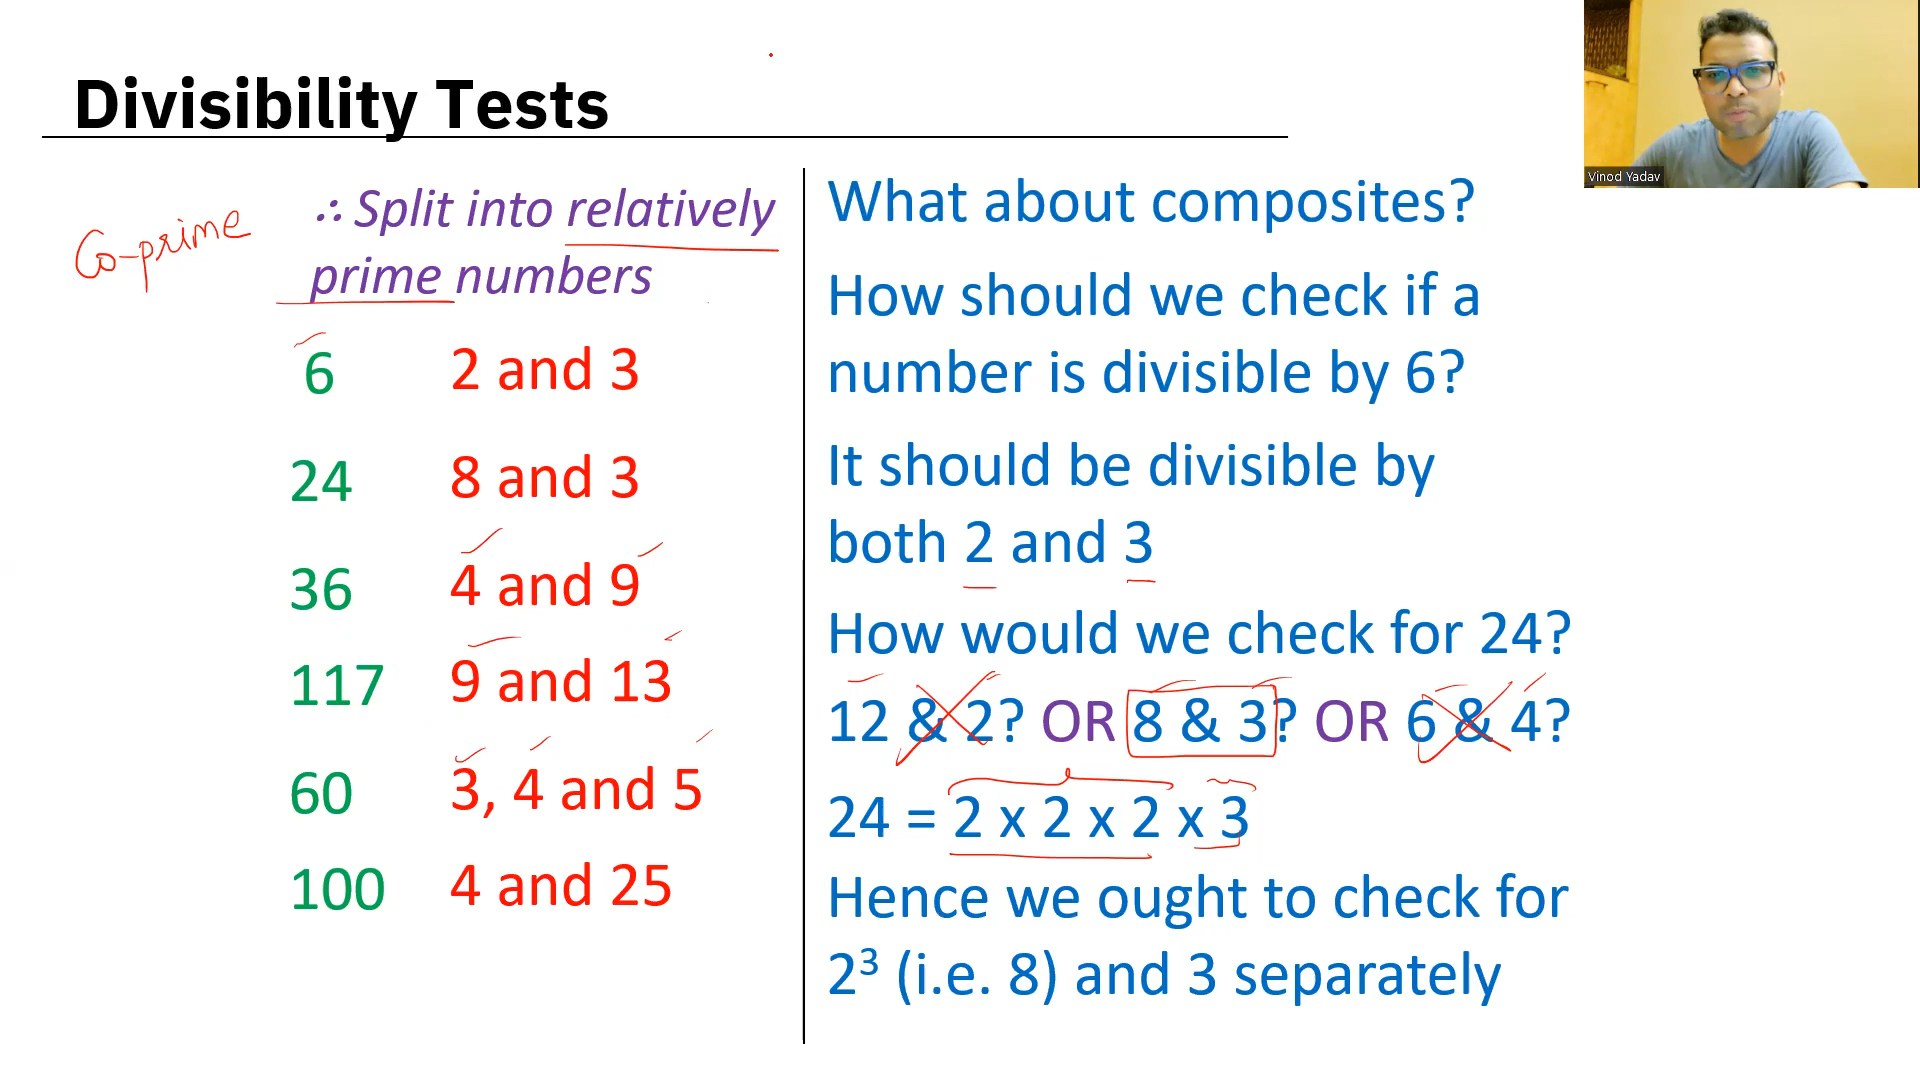 Divisibility Tests
Co-prime
∴ Split into relatively
prime numbers
6 2 and 3
24 8 and 3
36 4 and 9
117 9 and 13
60 3, 4 and 5
100 4 and 25
What about composites?
How should we check if a
number is divisible by 6?
It should be divisible by
both 2 and 3
How would we check for 24?
12 & 2? OR 8 & 3? OR 6 & 4?
24 = 2 x 2 x 2 x 3
Hence we ought to check for
2³ (i.e. 8) and 3 separately
Vinod Yadav